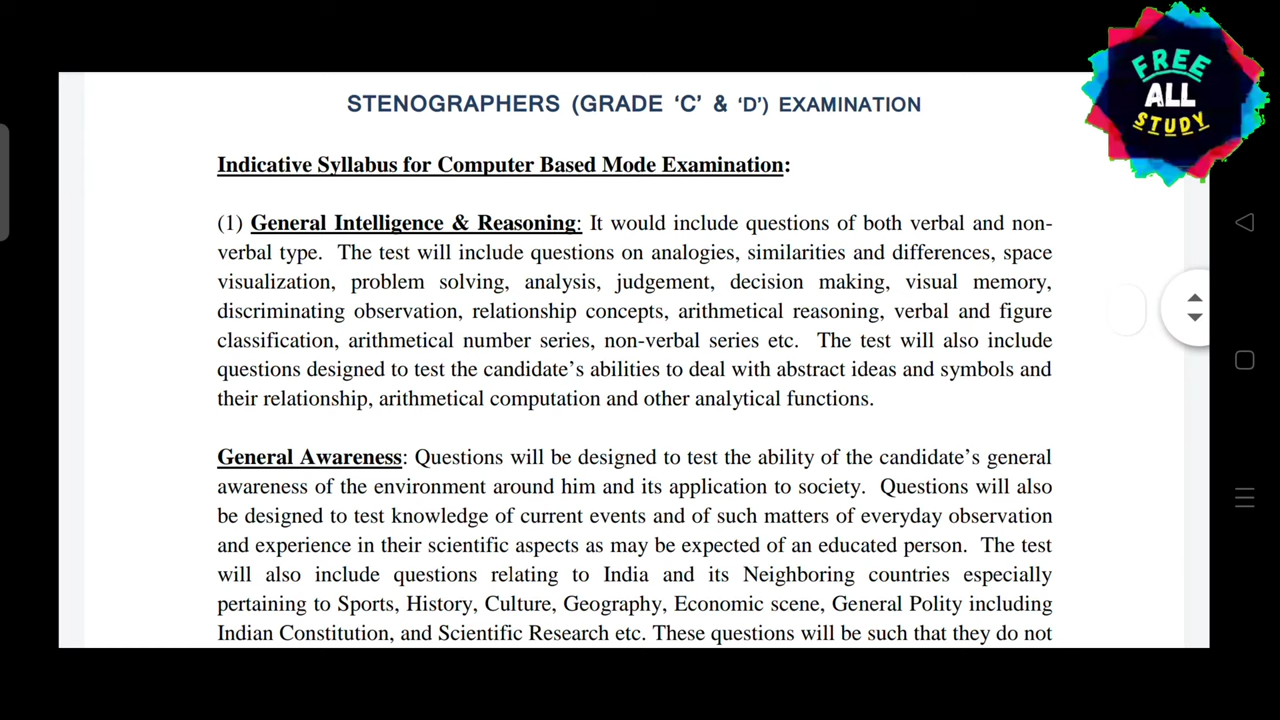 STENOGRAPHERS (GRADE ‘C’ & ‘D’) EXAMINATION
Indicative Syllabus for Computer Based Mode Examination:
(1) General Intelligence & Reasoning: It would include questions of both verbal and non-
verbal type. The test will include questions on analogies, similarities and differences, space
visualization, problem solving, analysis, judgement, decision making, visual memory,
discriminating observation, relationship concepts, arithmetical reasoning, verbal and figure
classification, arithmetical number series, non-verbal series etc. The test will also include
questions designed to test the candidate’s abilities to deal with abstract ideas and symbols and
their relationship, arithmetical computation and other analytical functions.
General Awareness: Questions will be designed to test the ability of the candidate’s general
awareness of the environment around him and its application to society. Questions will also
be designed to test knowledge of current events and of such matters of everyday observation
and experience in their scientific aspects as may be expected of an educated person. The test
will also include questions relating to India and its Neighboring countries especially
pertaining to Sports, History, Culture, Geography, Economic scene, General Polity including
Indian Constitution, and Scientific Research etc. These questions will be such that they do not
FREE
ALL
STUDY